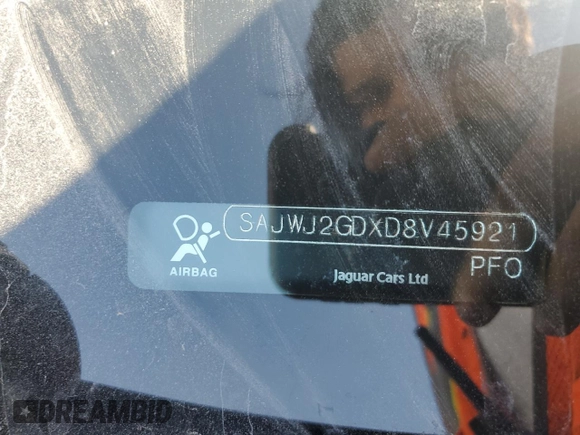 SAJWJ2GDXD8V45921
AIRBAG
PFO
Jaguar Cars Ltd
DREAMBID